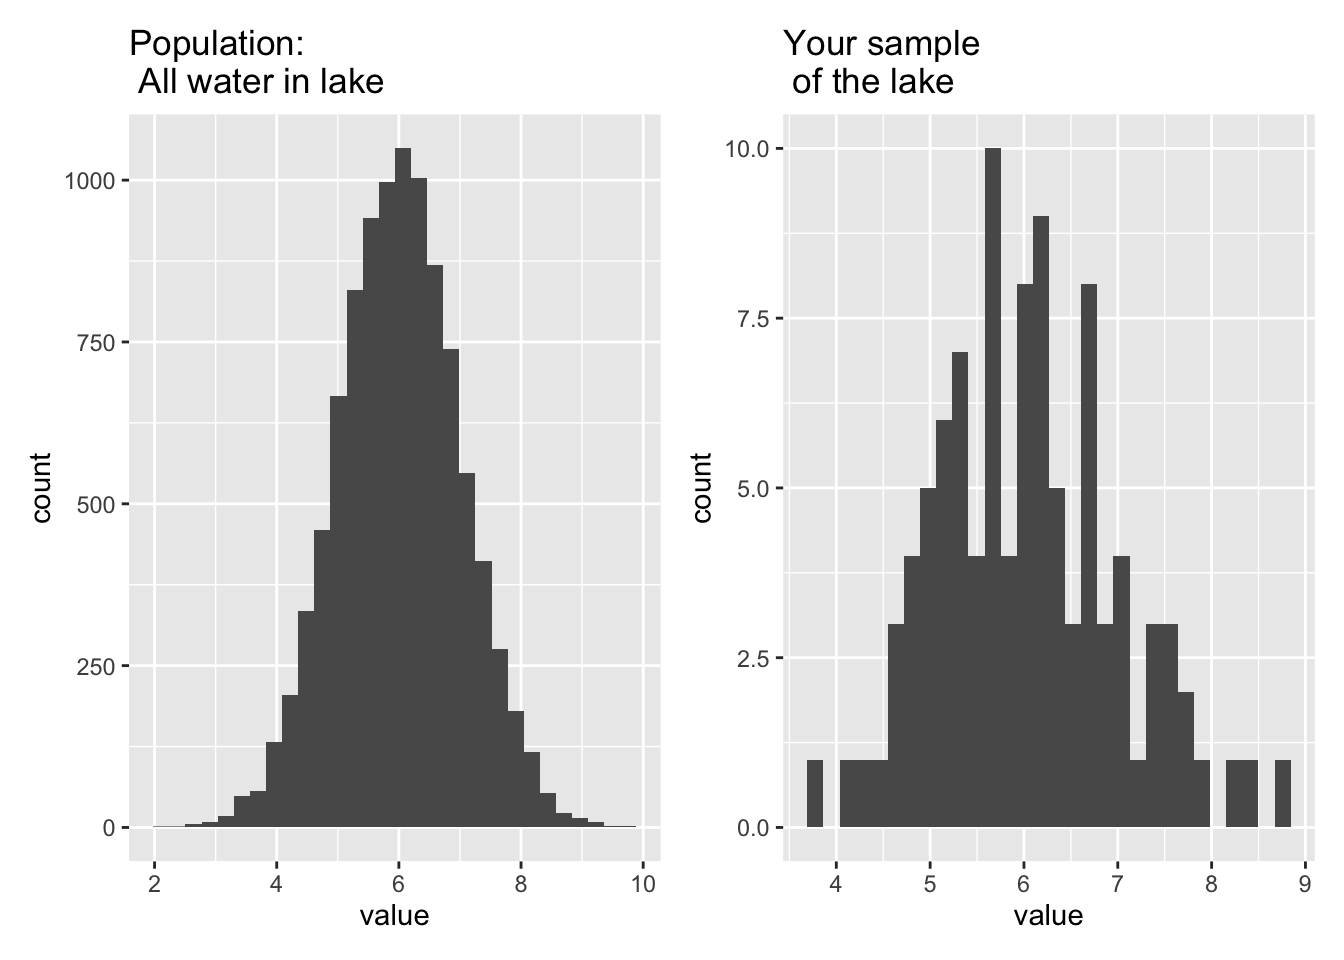 Population:
All water in lake
1000
750
500
250
0
count
2 4 6 8 10
value
Your sample
of the lake
10.0
7.5
5.0
2.5
0.0
count
4 5 6 7 8 9
value